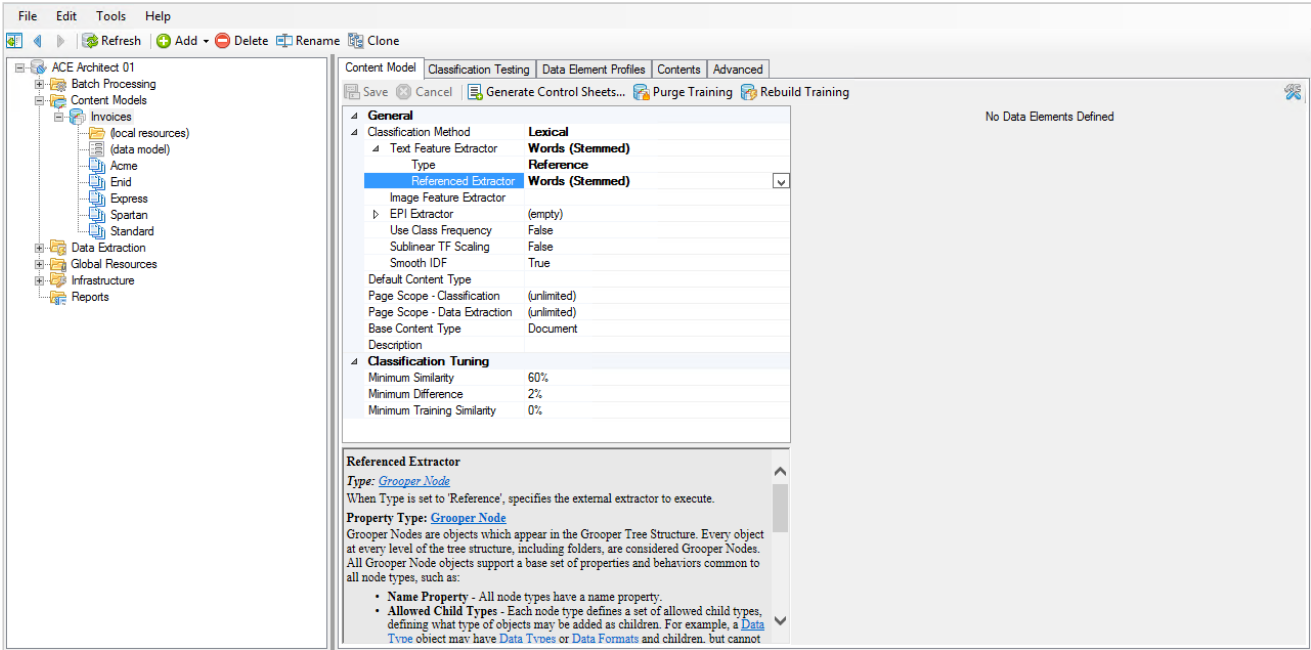 File Edit Tools Help
Refresh Add Delete Rename Clone
ACE Architect 01
Batch Processing
Content Models
Invoices
(local resources)
(data model)
Acme
Enid
Express
Spartan
Standard
Data Extraction
Global Resources
Infrastructure
Reports
Content Model Classification Testing Data Element Profiles Contents Advanced
Save Cancel Generate Control Sheets... Purge Training Rebuild Training
General
Classification Method Lexical
Text Feature Extractor Words (Stemmed)
Type Reference
Referenced Extractor Words (Stemmed)
Image Feature Extractor
EPI Extractor (empty)
Use Class Frequency False
Sublinear TF Scaling False
Smooth IDF True
Default Content Type
Page Scope - Classification (unlimited)
Page Scope - Data Extraction (unlimited)
Base Content Type Document
Description
Classification Tuning
Minimum Similarity 60%
Minimum Difference 2%
Minimum Training Similarity 0%
Referenced Extractor
Type: Grooper Node
When Type is set to 'Reference', specifies the external extractor to execute.
Property Type: Grooper Node
Grooper Nodes are objects which appear in the Grooper Tree Structure. Every object
at every level of the tree structure, including folders, are considered Grooper Nodes.
All Grooper Node objects support a base set of properties and behaviors common to
all node types, such as:
• Name Property - All node types have a name property.
• Allowed Child Types - Each node type defines a set of allowed child types,
defining what type of objects may be added as children. For example, a Data
Type object may have Data Types or Data Formats and children, but cannot
No Data Elements Defined